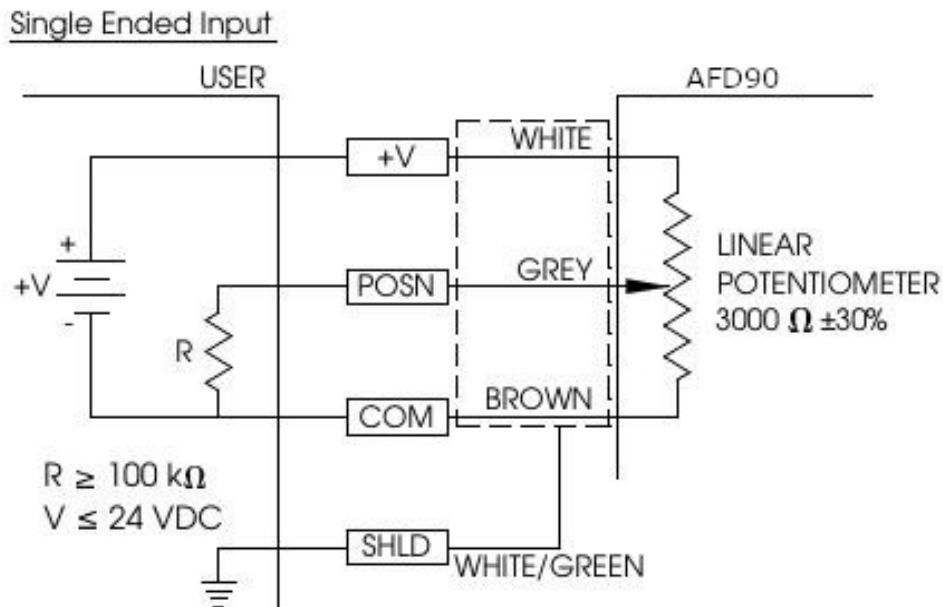 Single Ended Input
USER
AFD90
+V
WHITE
+
+V
-
POSN
GREY
LINEAR
POTENTIOMETER
3000 Ω ±30%
R
COM
BROWN
R ≥ 100 kΩ
V ≤ 24 VDC
SHLD
WHITE/GREEN